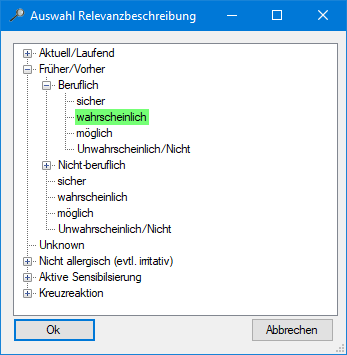 Auswahl Relevanzbeschreibung
Aktuell/Laufend
Früher/Vorher
Beruflich
sicher
wahrscheinlich
möglich
Unwahrscheinlich/Nicht
Nicht-beruflich
sicher
wahrscheinlich
möglich
Unwahrscheinlich/Nicht
Unknown
Nicht allergisch (evtl. irritativ)
Aktive Sensibilsierung
Kreuzreaktion
Ok
Abbrechen